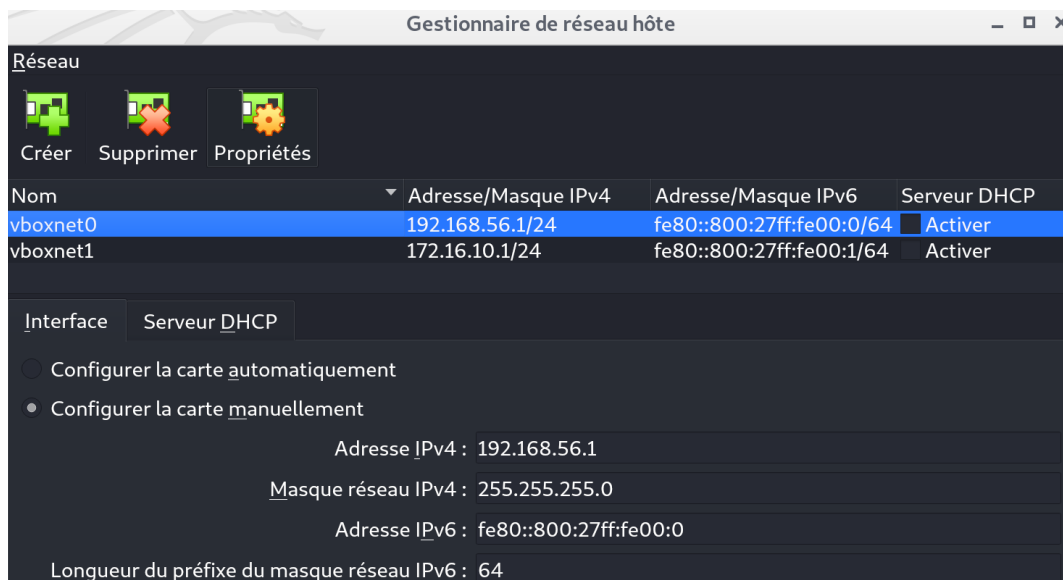 Gestionnaire de réseau hôte
Réseau
Créer Supprimer Propriétés
Nom Adresse/Masque IPv4 Adresse/Masque IPv6 Serveur DHCP
vboxnet0 192.168.56.1/24 fe80::800:27ff:fe00:0/64 Activer
vboxnet1 172.16.10.1/24 fe80::800:27ff:fe00:1/64 Activer
Interface Serveur DHCP
Configurer la carte automatiquement
Configurer la carte manuellement
Adresse IPv4 : 192.168.56.1
Masque réseau IPv4 : 255.255.255.0
Adresse IPv6 : fe80::800:27ff:fe00:0
Longueur du préfixe du masque réseau IPv6 : 64